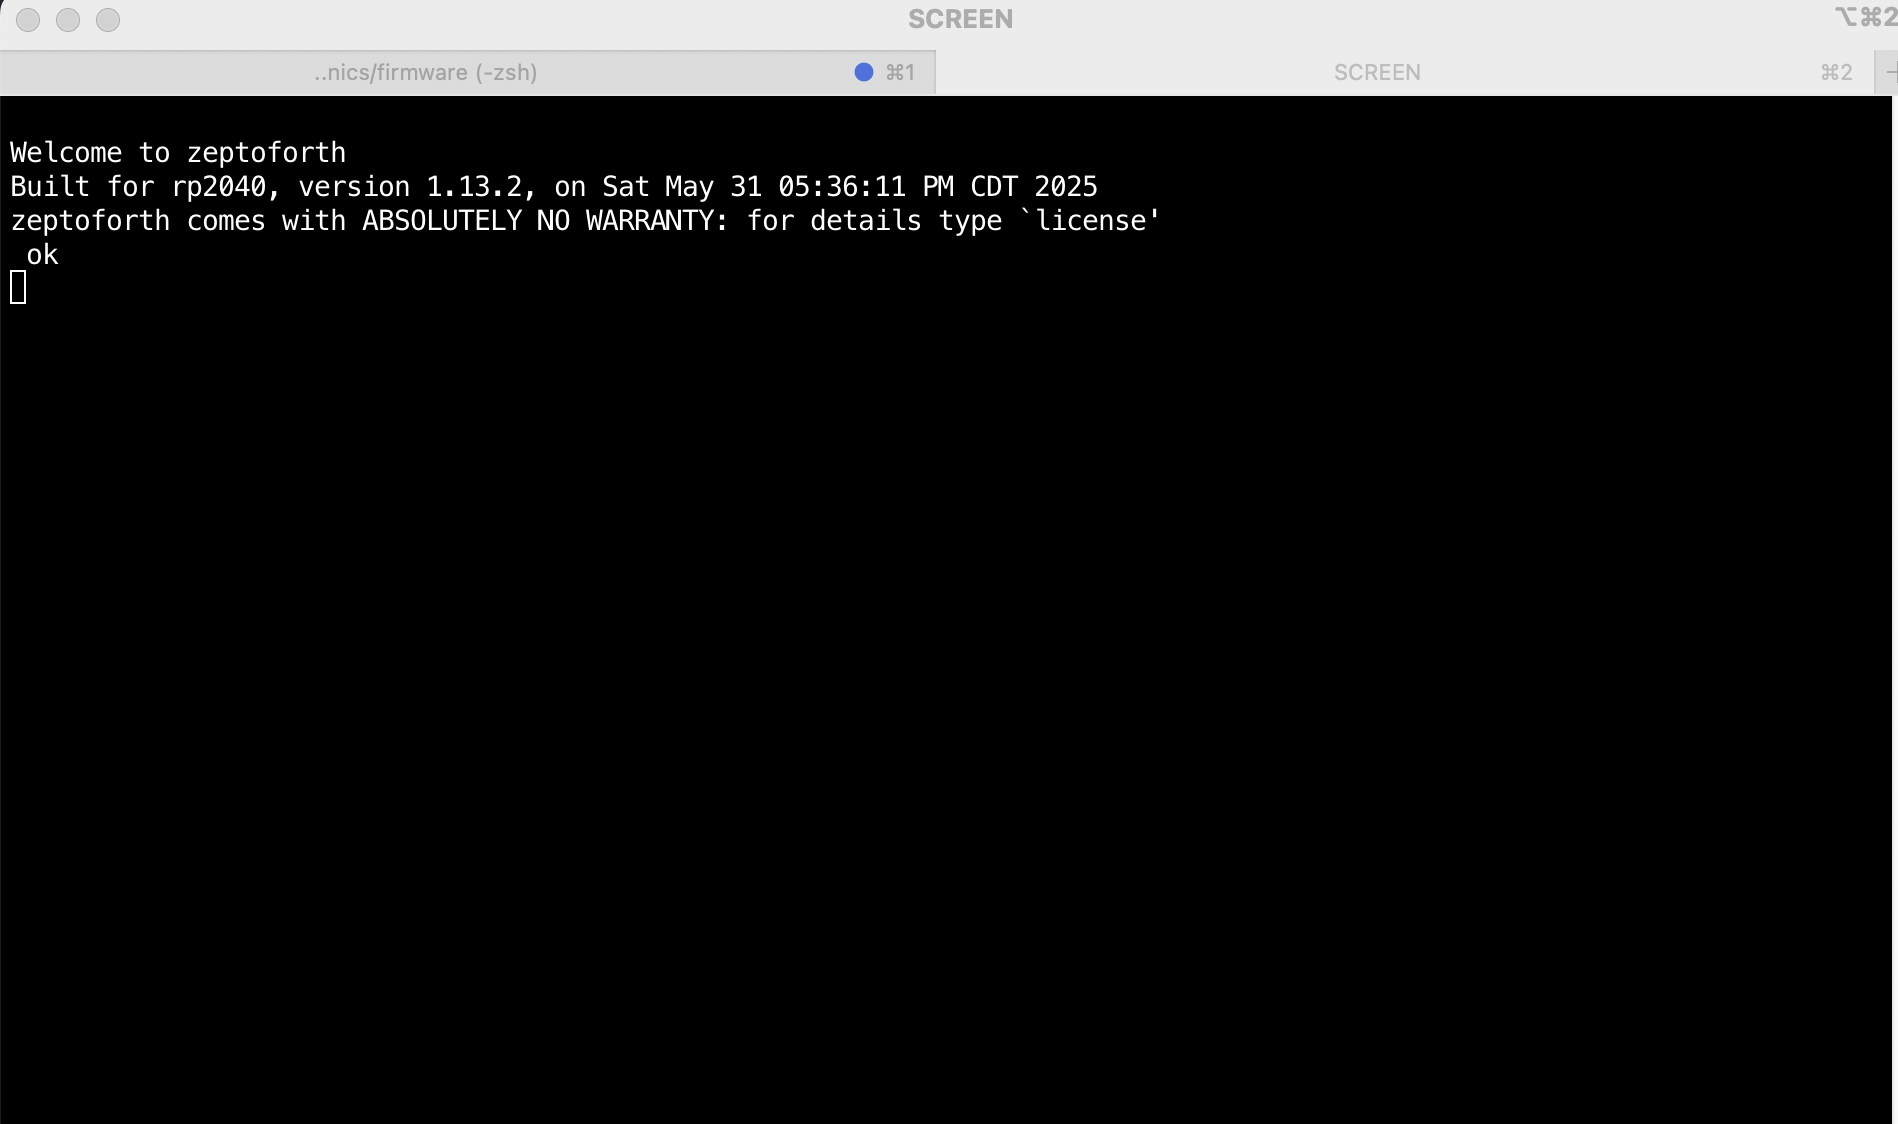 SCREEN
⌥⌘2
..nics/firmware (-zsh)
⌘1
SCREEN
⌘2
Welcome to zeptoforth
Built for rp2040, version 1.13.2, on Sat May 31 05:36:11 PM CDT 2025
zeptoforth comes with ABSOLUTELY NO WARRANTY: for details type `license'
ok